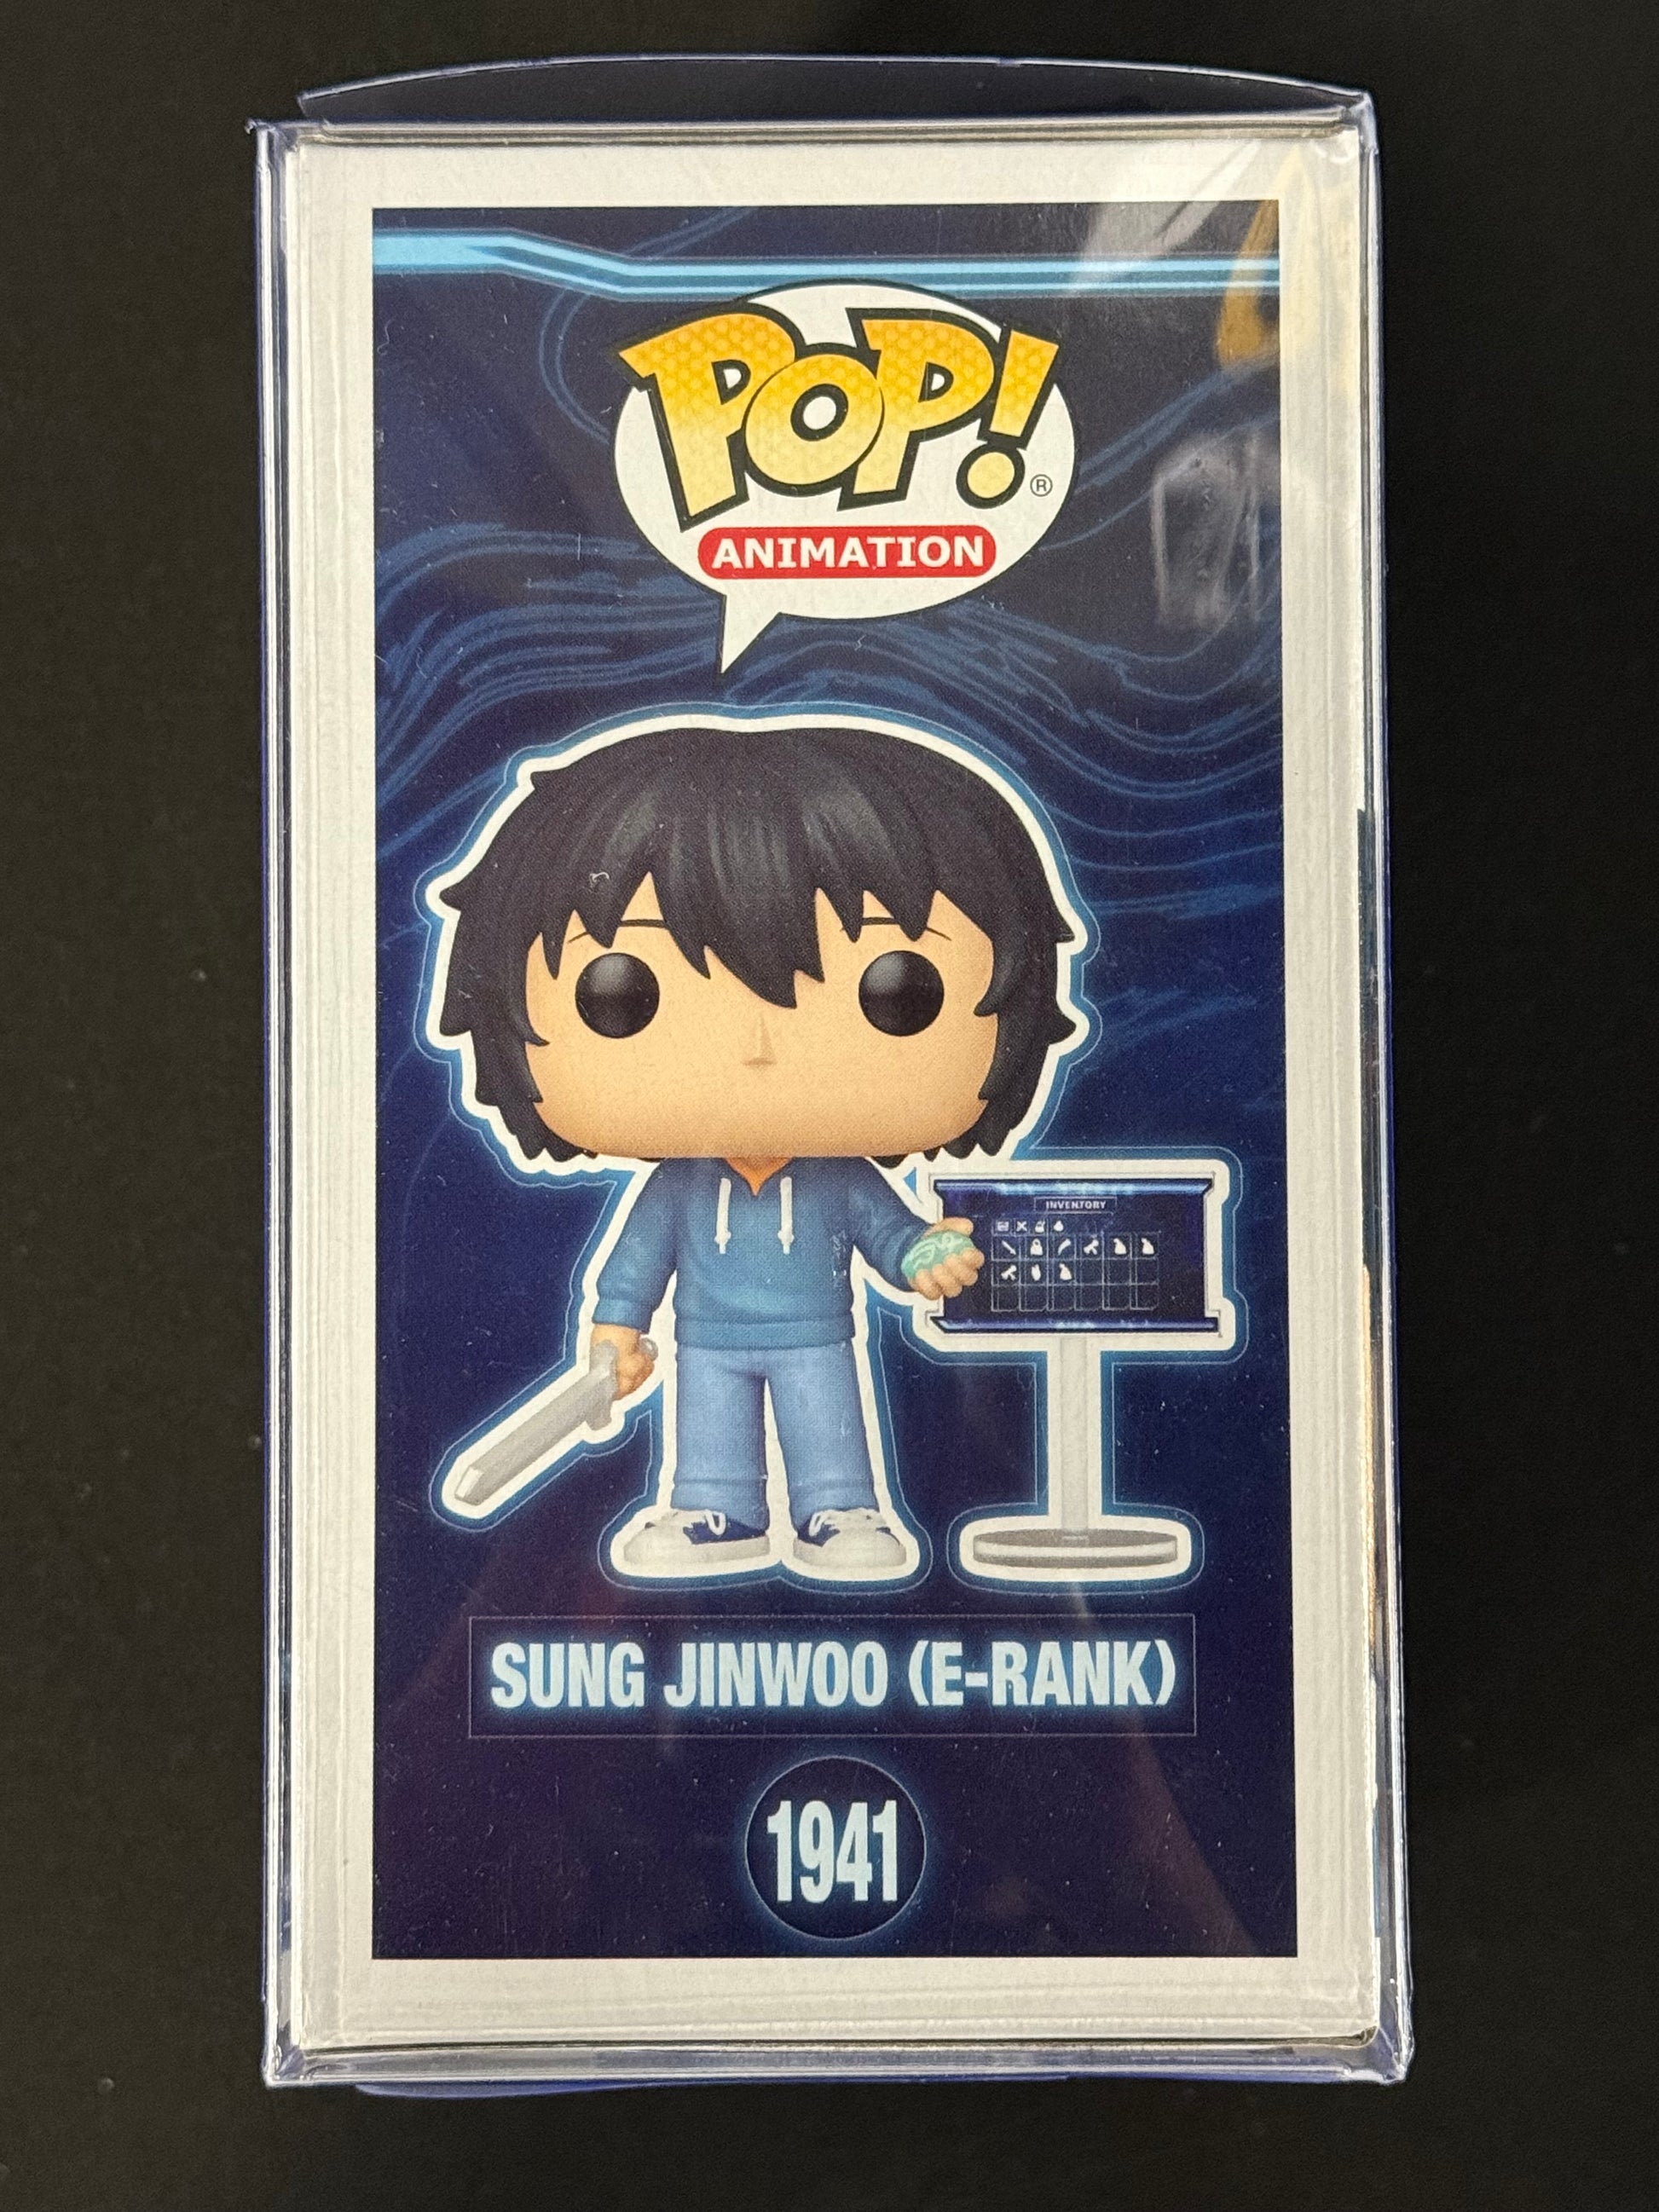 POP! ®
ANIMATION
INVENTORY
SUNG JINWOO (E-RANK)
1941